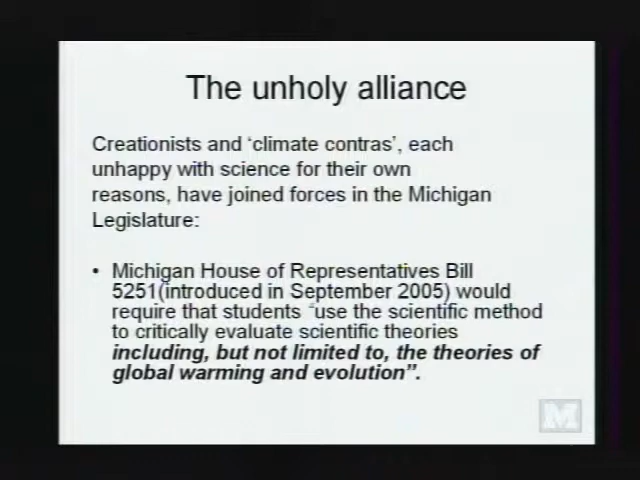 The unholy alliance
Creationists and 'climate contras', each
unhappy with science for their own
reasons, have joined forces in the Michigan
Legislature:
• Michigan House of Representatives Bill
5251(introduced in September 2005) would
require that students "use the scientific method
to critically evaluate scientific theories
including, but not limited to, the theories of
global warming and evolution".
M